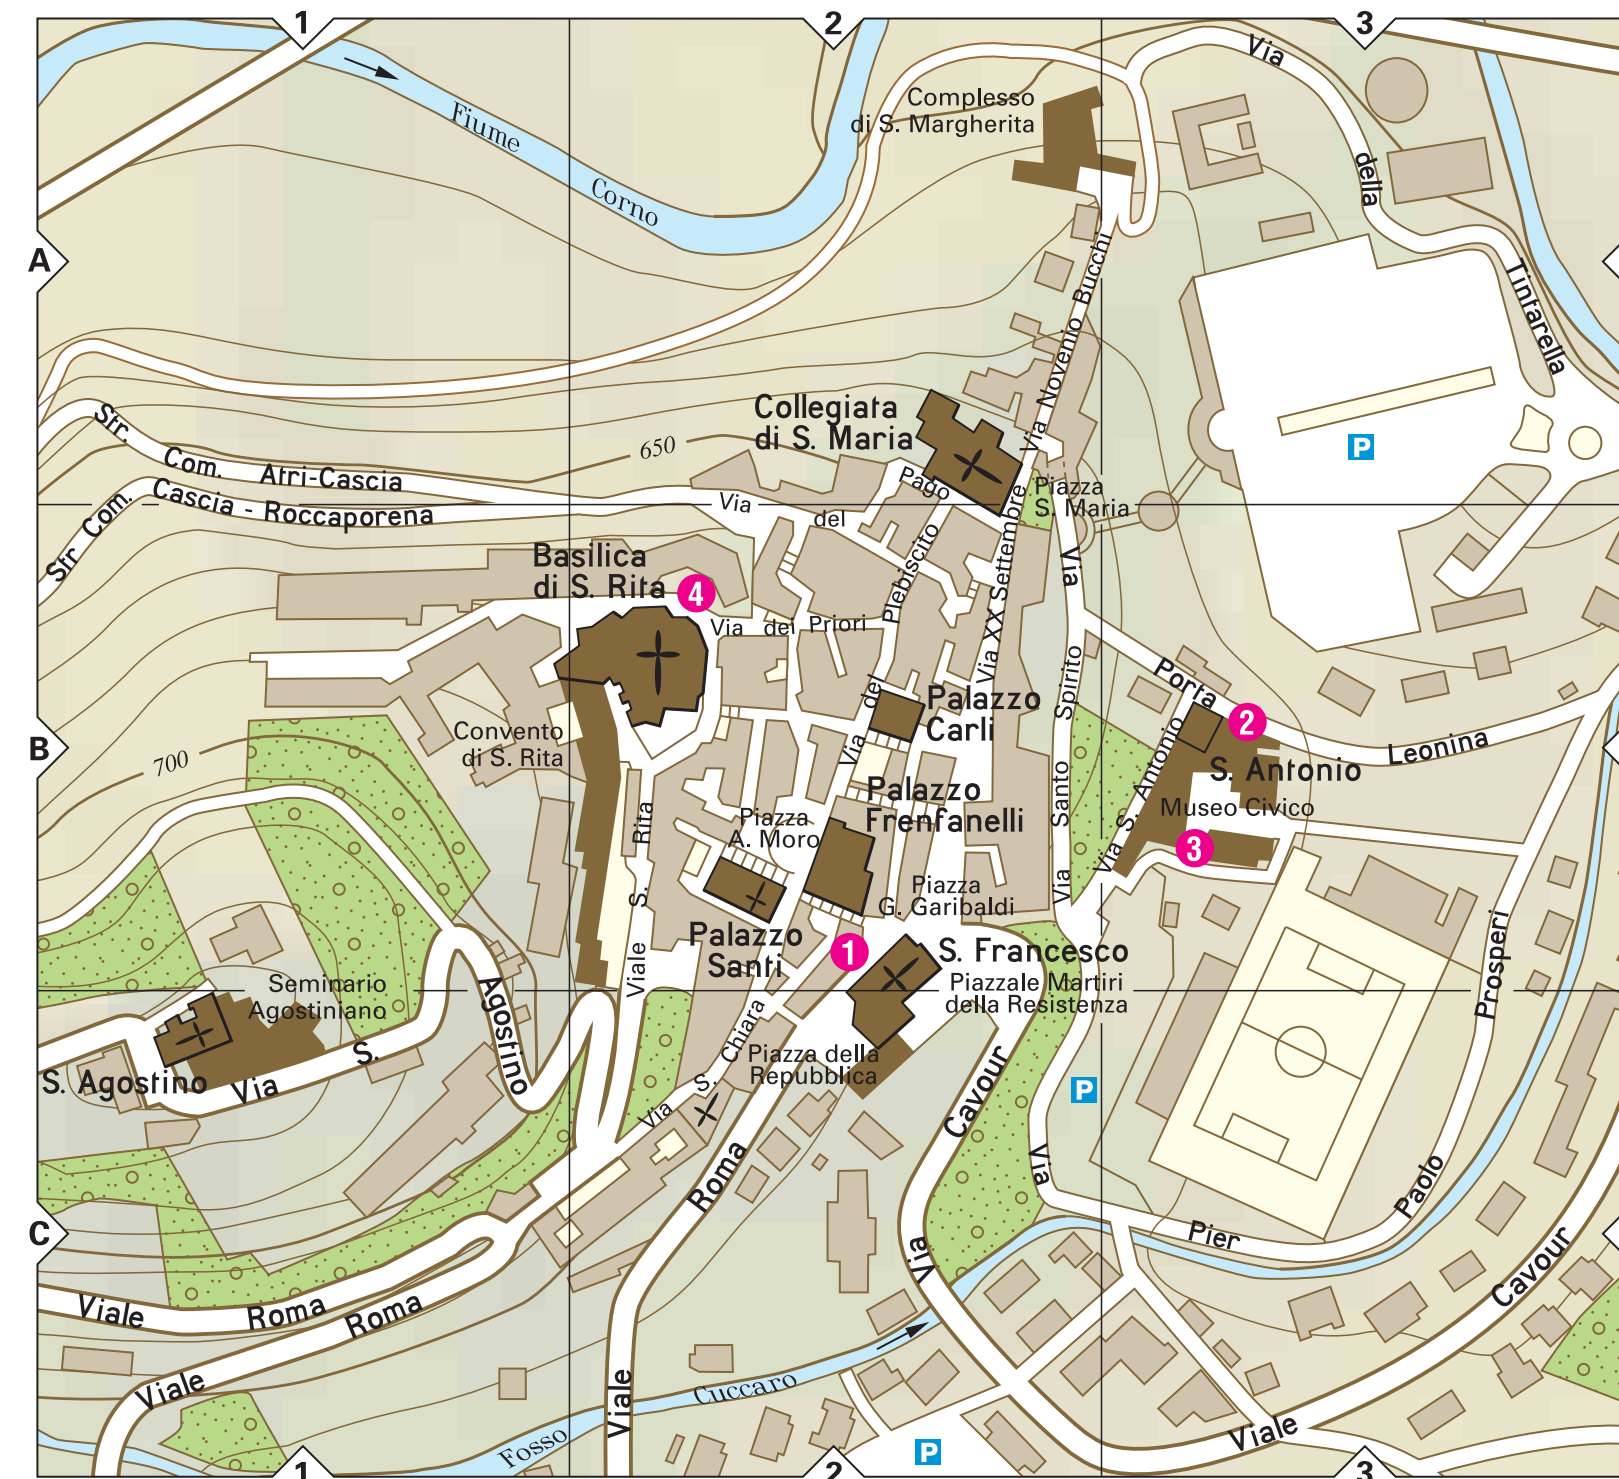 1
2
3
A
B
C
1
2
3
Fiume
Corno
Complesso
di S. Margherita
Via
della
Tintarella
Via Novenio Bucchi
Collegiata
di S. Maria
Str.
Com. Atri-Cascia
650
P
Pago
Piazza
S. Maria
Str. Com.
Cascia - Roccaporena
Via del
Plebiscito
Via XX Settembre
Via
Basilica
di S. Rita
4
Via dei Priori
Via del
Palazzo
Carli
Via Santo Spirito
Porta
Leonina
2
S. Antonio
Museo Civico
3
Via S. Antonio
Convento
di S. Rita
700
Palazzo
Frenfanelli
Piazza
A. Moro
Viale S. Rita
Piazza
G. Garibaldi
Palazzo
Santi
1
S. Francesco
Piazzale Martiri
della Resistenza
Seminario
Agostiniano
S. Agostino
Via S.
Agostino
Via S. Chiara
Piazza della
Repubblica
P
Cavour
Via
Via
Pier
Paolo
Prosperi
Roma
Viale
Viale Roma
Viale
Roma
Fosso
Cuccaro
P
Viale
Cavour